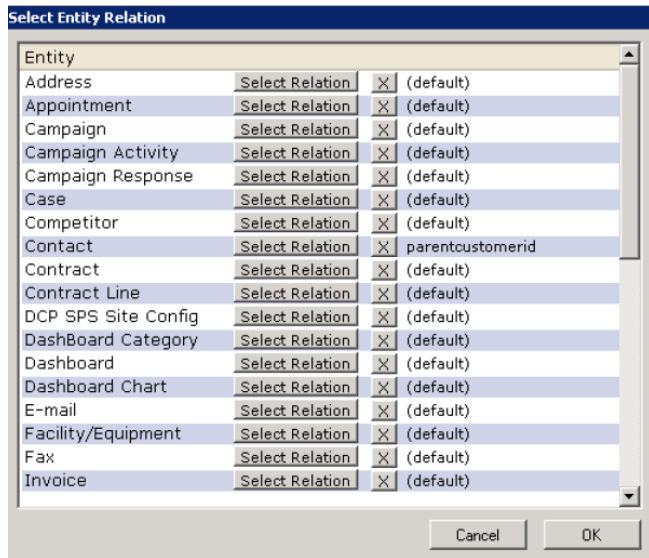 Select Entity Relation
Entity
Address Select Relation X (default)
Appointment Select Relation X (default)
Campaign Select Relation X (default)
Campaign Activity Select Relation X (default)
Campaign Response Select Relation X (default)
Case Select Relation X (default)
Competitor Select Relation X (default)
Contact Select Relation X parentcustomerid
Contract Select Relation X (default)
Contract Line Select Relation X (default)
DCP SPS Site Config Select Relation X (default)
DashBoard Category Select Relation X (default)
Dashboard Select Relation X (default)
Dashboard Chart Select Relation X (default)
E-mail Select Relation X (default)
Facility/Equipment Select Relation X (default)
Fax Select Relation X (default)
Invoice Select Relation X (default)
Cancel OK